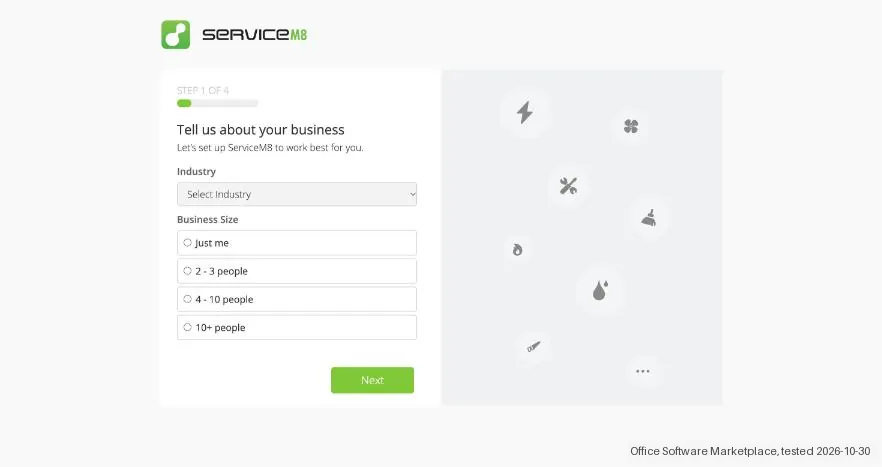 SERVICEM8
STEP 1 OF 4
Tell us about your business
Let's set up ServiceM8 to work best for you.
Industry
Select Industry
Business Size
Just me
2 - 3 people
4 - 10 people
10+ people
Next
Office Software Marketplace, tested 2026-10-30